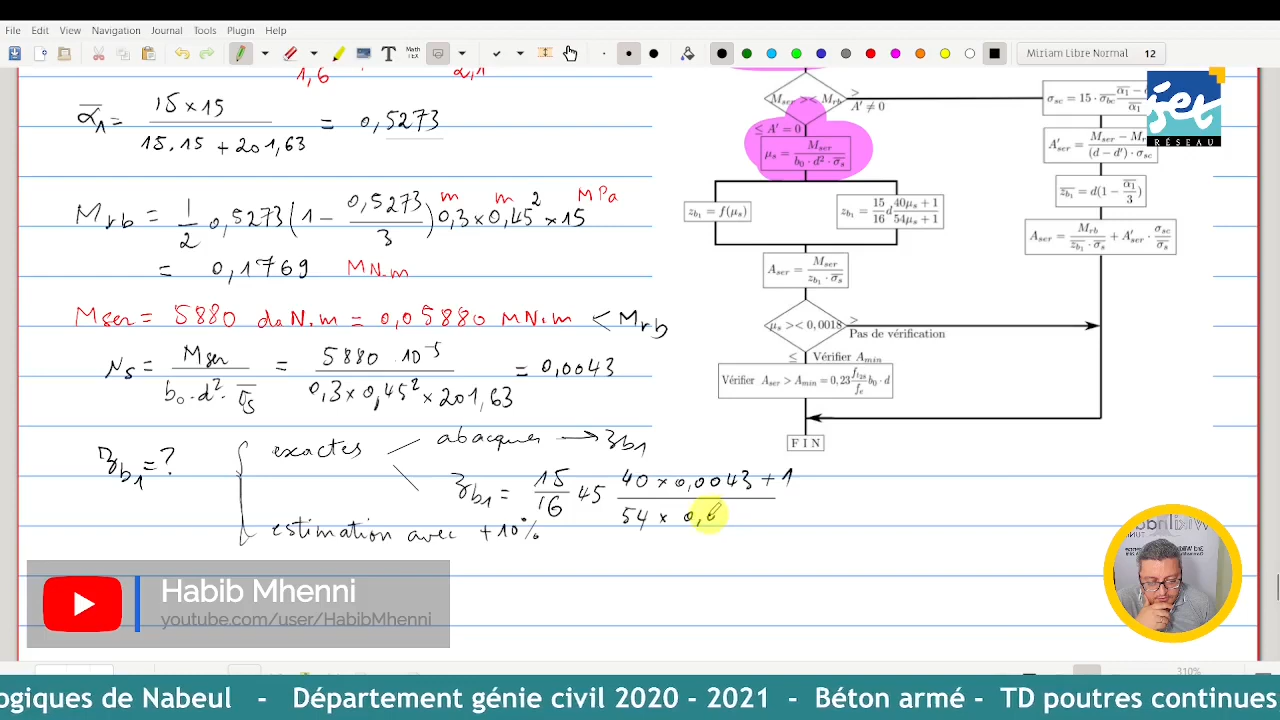 File Edit View Navigation Journal Tools Plugin Help
Miriam Libre Normal 12
1,6 2,1
ᾱ1 = 15×15 / 15.15 + 201,63 = 0,5273
Mrb = 1/2 0,5273 (1 - 0,5273/3) 0,3×0,45² ×15
m m MPa
= 0,1769 MN.m
Mser = 5880 daN.m = 0,05880 MN.m < Mrb
μs = Mser / b0.d².σ̄s = 5880 .10⁻⁵ / 0,3×0,45²×201,63 = 0,0043
zb1 = ?
exactes
abacques → zb1
zb1 = 15/16 45 40×0,0043+1 / 54×0,0
estimation avec +10%
Mser >< Mrb
>
A' ≠ 0
≤ A' = 0
μs = Mser / b0 · d² · σ̄s
zb1 = f(μs)
zb1 = 15/16 d 40μs + 1 / 54μs + 1
Aser = Mser / zb1 · σ̄s
μs >< 0,0018
>
Pas de vérification
≤ Vérifier Amin
Vérifier Aser > Amin = 0,23 ft28/fe b0 · d
F I N
A'ser = Mser − M / (d − d') · σsc
z̄b1 = d(1 − ᾱ1/3)
Aser = Mrb / z̄b1 · σ̄s + A'ser · σsc/σ̄s
iset
RÉSEAU
Habib Mhenni
youtube.com/user/HabibMhenni
310%
ogiques de Nabeul - Département génie civil 2020 - 2021 - Béton armé - TD poutres continues